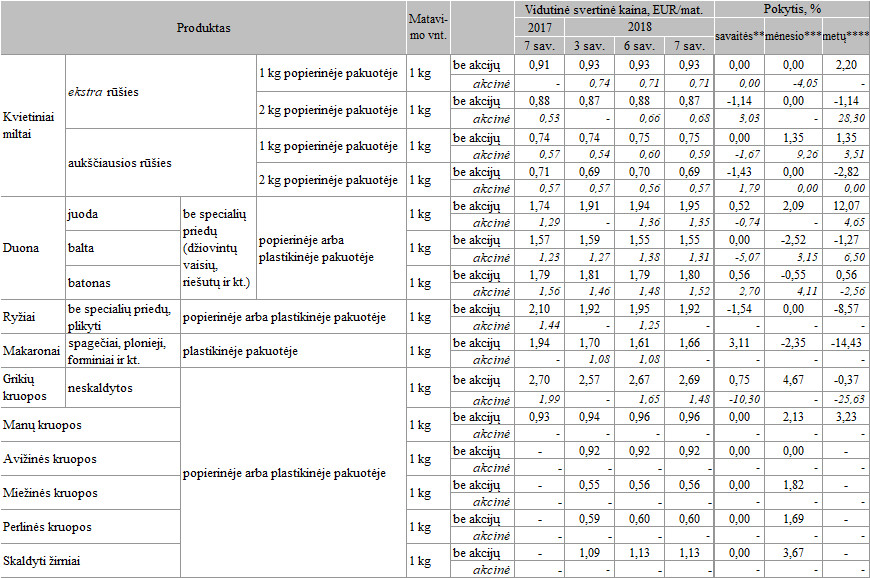 Produktas Matavi- mo vnt. Vidutinė svertinė kaina, EUR/mat. Pokytis, %
2017 2018 savaitės** mėnesio*** metų****
7 sav. 3 sav. 6 sav. 7 sav.
Kvietiniai miltai ekstra rūšies 1 kg popierinėje pakuotėje 1 kg be akcijų 0,91 0,93 0,93 0,93 0,00 0,00 2,20
akcinė - 0,74 0,71 0,71 0,00 -4,05 -
2 kg popierinėje pakuotėje 1 kg be akcijų 0,88 0,87 0,88 0,87 -1,14 0,00 -1,14
akcinė 0,53 - 0,66 0,68 3,03 - 28,30
aukščiausios rūšies 1 kg popierinėje pakuotėje 1 kg be akcijų 0,74 0,74 0,75 0,75 0,00 1,35 1,35
akcinė 0,57 0,54 0,60 0,59 -1,67 9,26 3,51
2 kg popierinėje pakuotėje 1 kg be akcijų 0,71 0,69 0,70 0,69 -1,43 0,00 -2,82
akcinė 0,57 0,57 0,56 0,57 1,79 0,00 0,00
Duona juoda be specialių priedų (džiovintų vaisių, riešutų ir kt.) popierinėje arba plastikinėje pakuotėje 1 kg be akcijų 1,74 1,91 1,94 1,95 0,52 2,09 12,07
akcinė 1,29 - 1,36 1,35 -0,74 - 4,65
balta 1 kg be akcijų 1,57 1,59 1,55 1,55 0,00 -2,52 -1,27
akcinė 1,23 1,27 1,38 1,31 -5,07 3,15 6,50
batonas 1 kg be akcijų 1,79 1,81 1,79 1,80 0,56 -0,55 0,56
akcinė 1,56 1,46 1,48 1,52 2,70 4,11 -2,56
Ryžiai be specialių priedų, plikyti popierinėje arba plastikinėje pakuotėje 1 kg be akcijų 2,10 1,92 1,95 1,92 -1,54 0,00 -8,57
akcinė 1,44 - 1,25 - - - -
Makaronai spagečiai, plonieji, forminiai ir kt. plastikinėje pakuotėje 1 kg be akcijų 1,94 1,70 1,61 1,66 3,11 -2,35 -14,43
akcinė - 1,08 1,08 - - - -
Grikių kruopos neskaldytos popierinėje arba plastikinėje pakuotėje 1 kg be akcijų 2,70 2,57 2,67 2,69 0,75 4,67 -0,37
akcinė 1,99 - 1,65 1,48 -10,30 - -25,63
Manų kruopos 1 kg be akcijų 0,93 0,94 0,96 0,96 0,00 2,13 3,23
akcinė - - - - - - -
Avižinės kruopos 1 kg be akcijų - 0,92 0,92 0,92 0,00 0,00 -
akcinė - - - - - - -
Miežinės kruopos 1 kg be akcijų - 0,55 0,56 0,56 0,00 1,82 -
akcinė - - - - - - -
Perlinės kruopos 1 kg be akcijų - 0,59 0,60 0,60 0,00 1,69 -
akcinė - - - - - - -
Skaldyti žirniai 1 kg be akcijų - 1,09 1,13 1,13 0,00 3,67 -
akcinė - - - - - - -